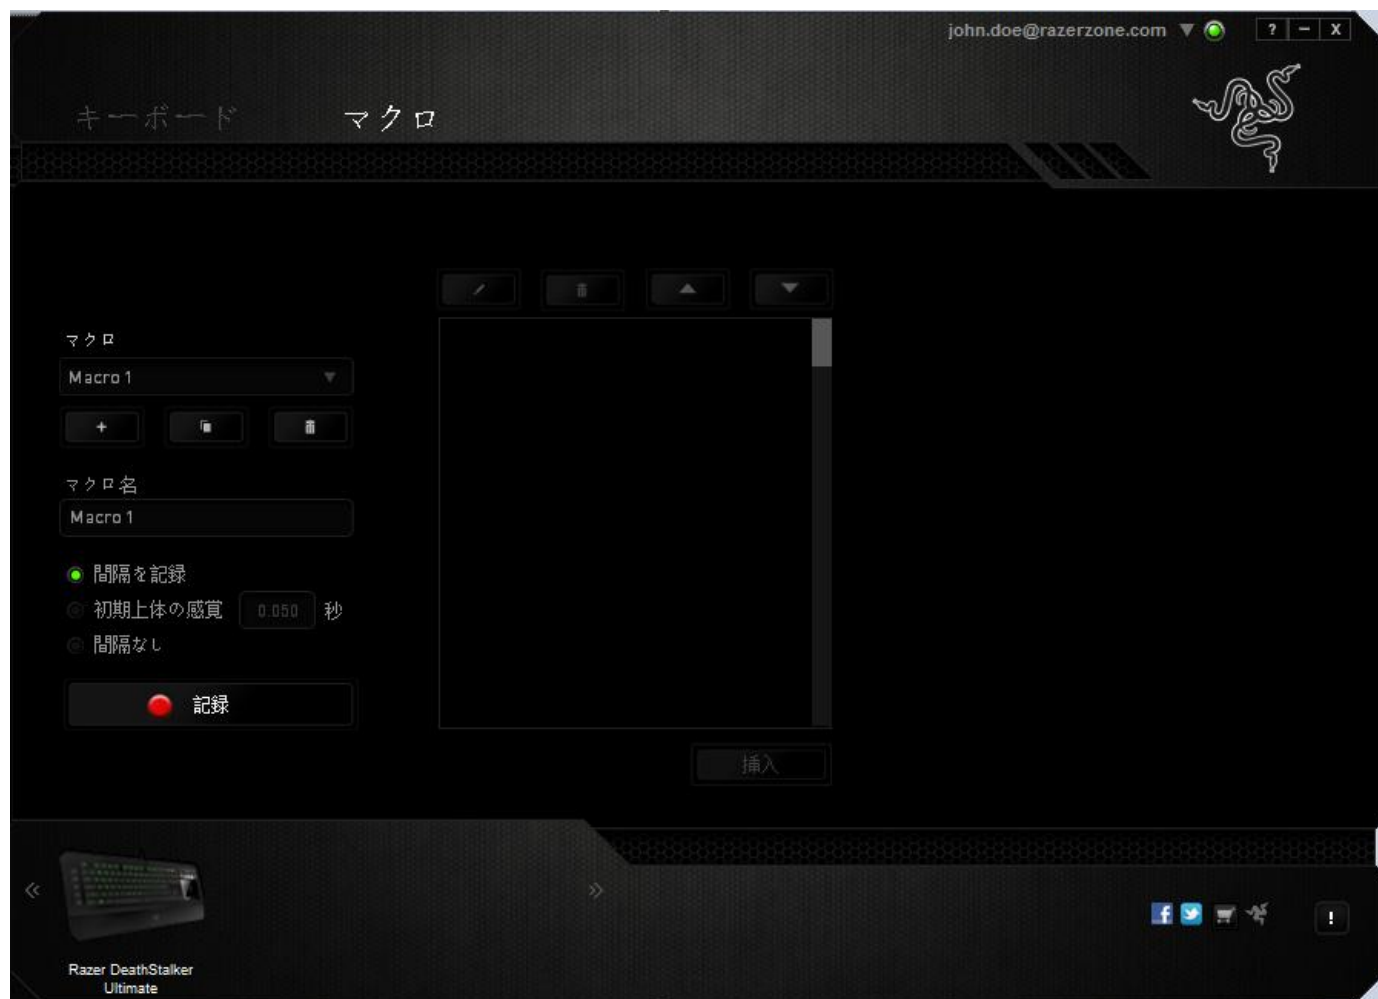 john.doe@razerzone.com
? – X
キーボード マクロ
マクロ
Macro 1
+
マクロ名
Macro 1
間隔を記録
初期上体の感覚 0.050 秒
間隔なし
記録
挿入
« »
!
Razer DeathStalker
Ultimate